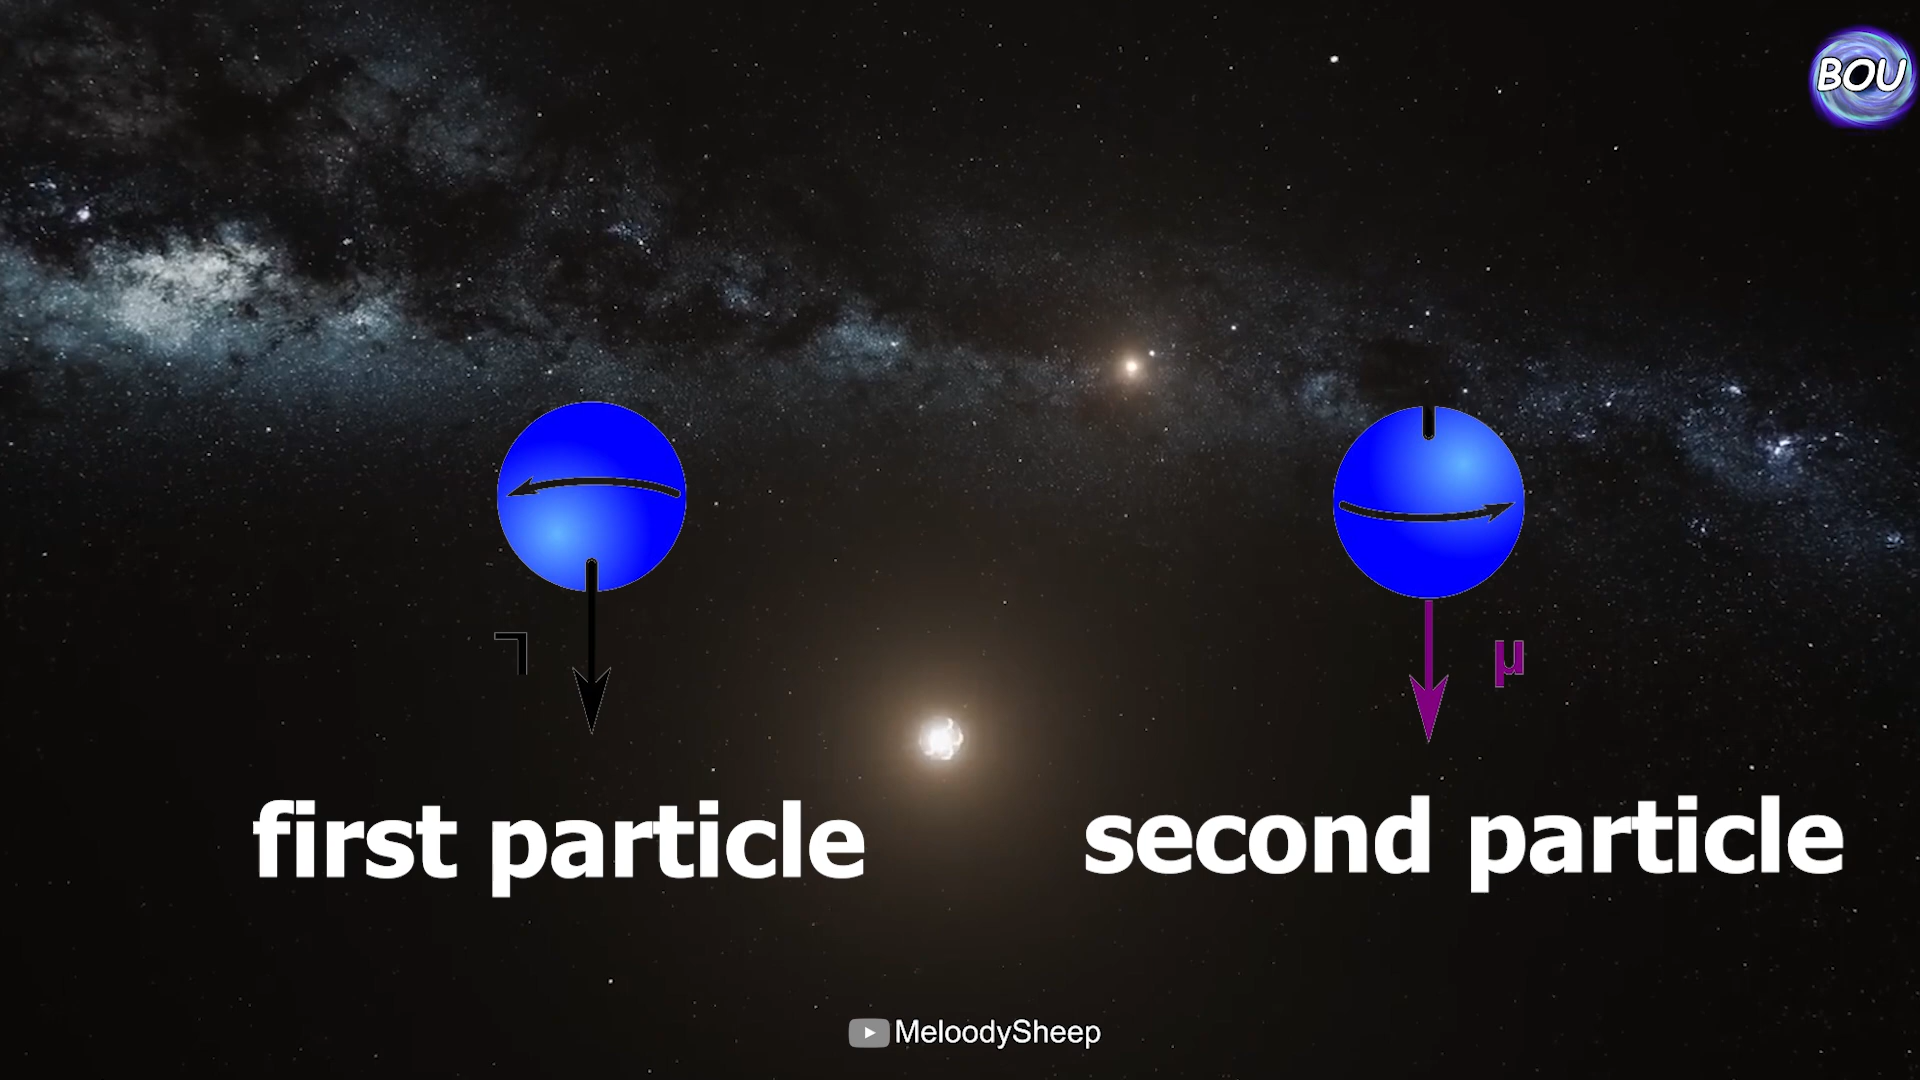 BOU
L
μ
first particle
second particle
MeloodySheep